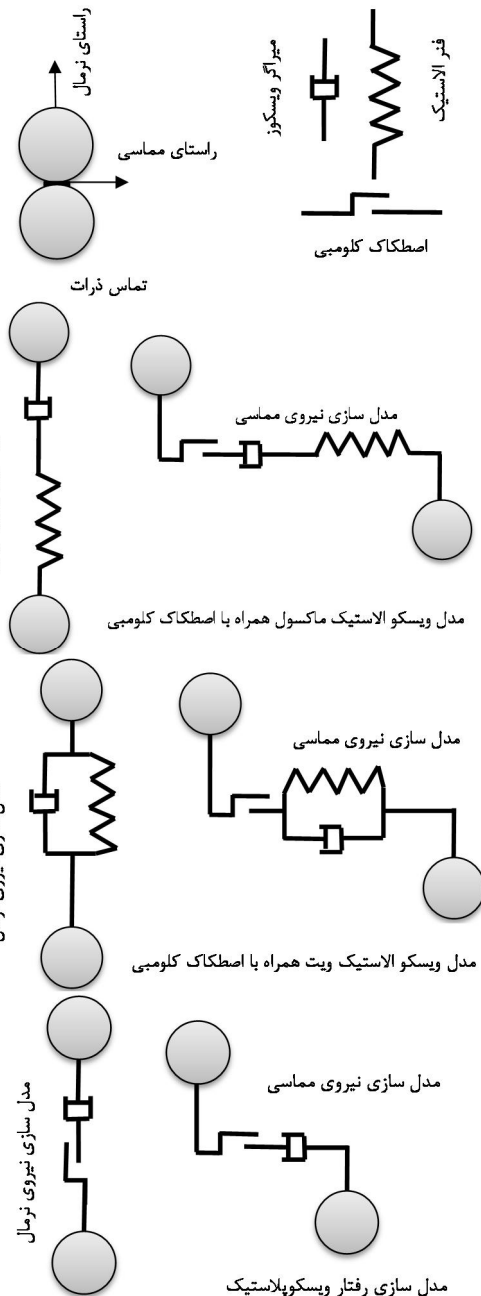 راستای نرمال
راستای مماسی
تماس ذرات
میراگر ویسکوز
فنر الاستیک
اصطکاک کلومبی
مدل سازی نیروی مماسی
مدل ویسکو الاستیک ماکسول همراه با اصطکاک کلومبی
مدل سازی نیروی مماسی
مدل ویسکو الاستیک ویت همراه با اصطکاک کلومبی
مدل سازی نیروی نرمال
مدل سازی نیروی مماسی
مدل سازی رفتار ویسکوپلاستیک